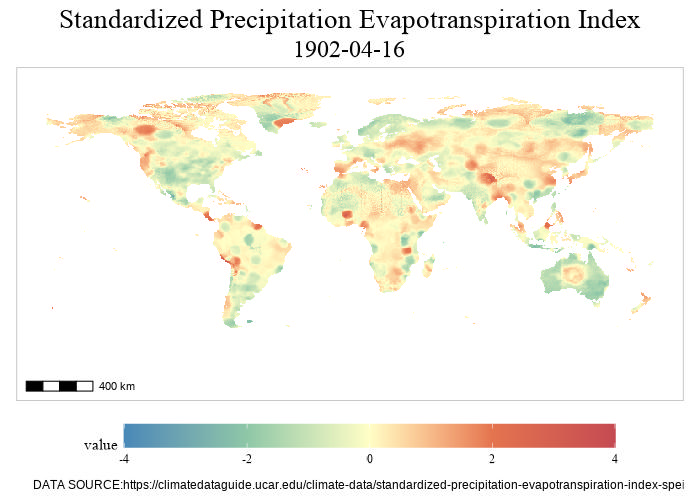 Standardized Precipitation Evapotranspiration Index
1902-04-16
400 km
value
-4 -2 0 2 4
DATA SOURCE:https://climatedataguide.ucar.edu/climate-data/standardized-precipitation-evapotranspiration-index-spei